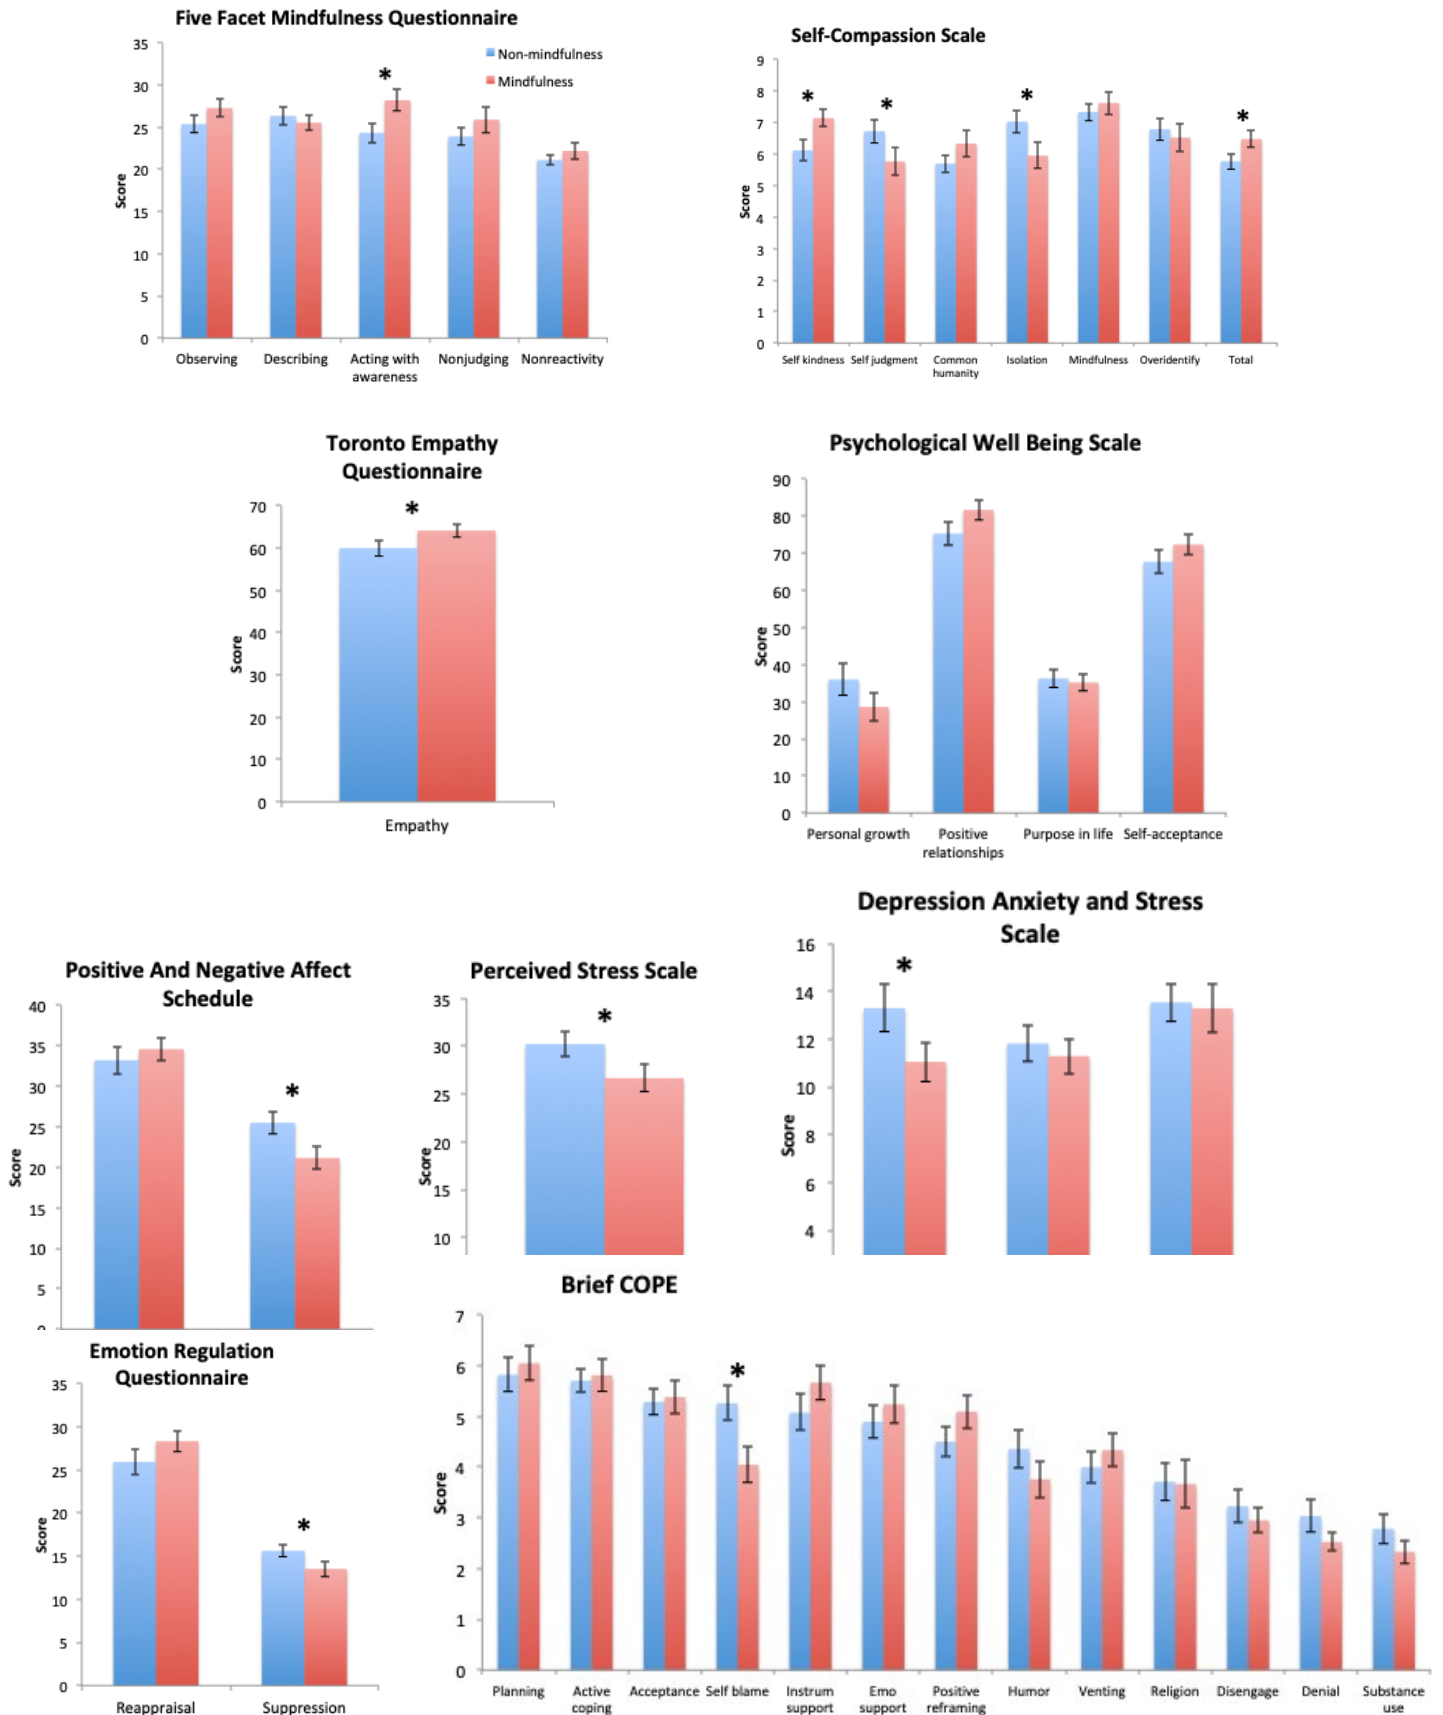 Five Facet Mindfulness Questionnaire
35
30
25
20
15
10
5
0
Score
Non-mindfulness
Mindfulness
*
Observing Describing Acting with awareness Nonjudging Nonreactivity
Self-Compassion Scale
9
8
7
6
5
4
3
2
1
0
Score
* * * *
Self kindness Self judgment Common humanity Isolation Mindfulness Overidentify Total
Toronto Empathy
Questionnaire
70
60
50
40
30
20
10
0
Score
*
Empathy
Psychological Well Being Scale
90
80
70
60
50
40
30
20
10
0
Score
Personal growth Positive relationships Purpose in life Self-acceptance
Positive And Negative Affect
Schedule
40
35
30
25
20
15
10
5
0
Score
*
Perceived Stress Scale
35
30
25
20
15
10
Score
*
Depression Anxiety and Stress
Scale
16
14
12
10
8
6
4
Score
*
Emotion Regulation
Questionnaire
35
30
25
20
15
10
5
0
Score
*
Reappraisal Suppression
Brief COPE
7
6
5
4
3
2
1
0
Score
*
Planning Active coping Acceptance Self blame Instrum support Emo support Positive reframing Humor Venting Religion Disengage Denial Substance use